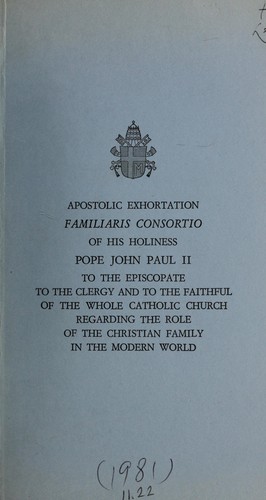 APOSTOLIC EXHORTATION
FAMILIARIS CONSORTIO
OF HIS HOLINESS
POPE JOHN PAUL II
TO THE EPISCOPATE
TO THE CLERGY AND TO THE FAITHFUL
OF THE WHOLE CATHOLIC CHURCH
REGARDING THE ROLE
OF THE CHRISTIAN FAMILY
IN THE MODERN WORLD
(1981)
11.22